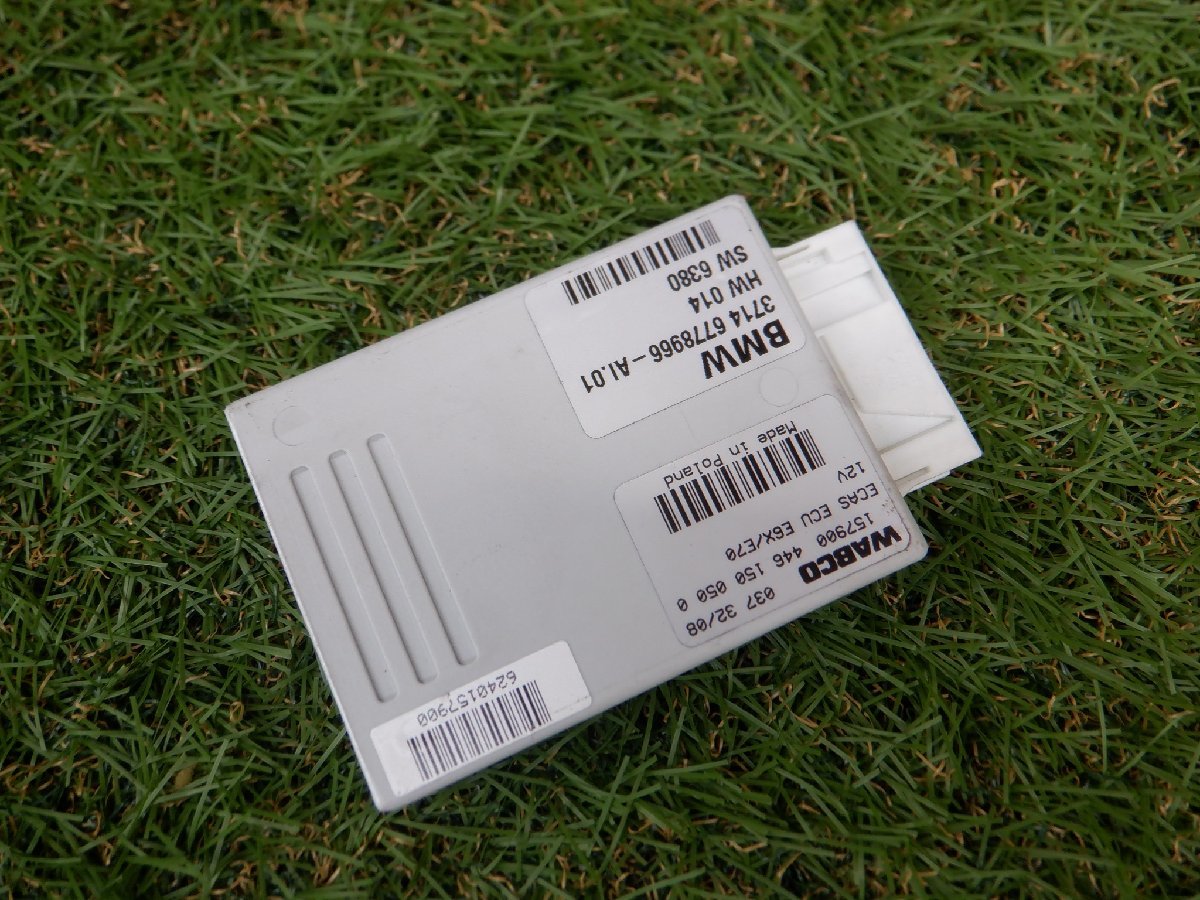 BMW
3714 6778966-AI.01
HW 014
SW 6380
WABCO
037 32/08
157900 446 150 050 0
ECAS ECU E6X/E70
12V
Made in Poland
6240157900